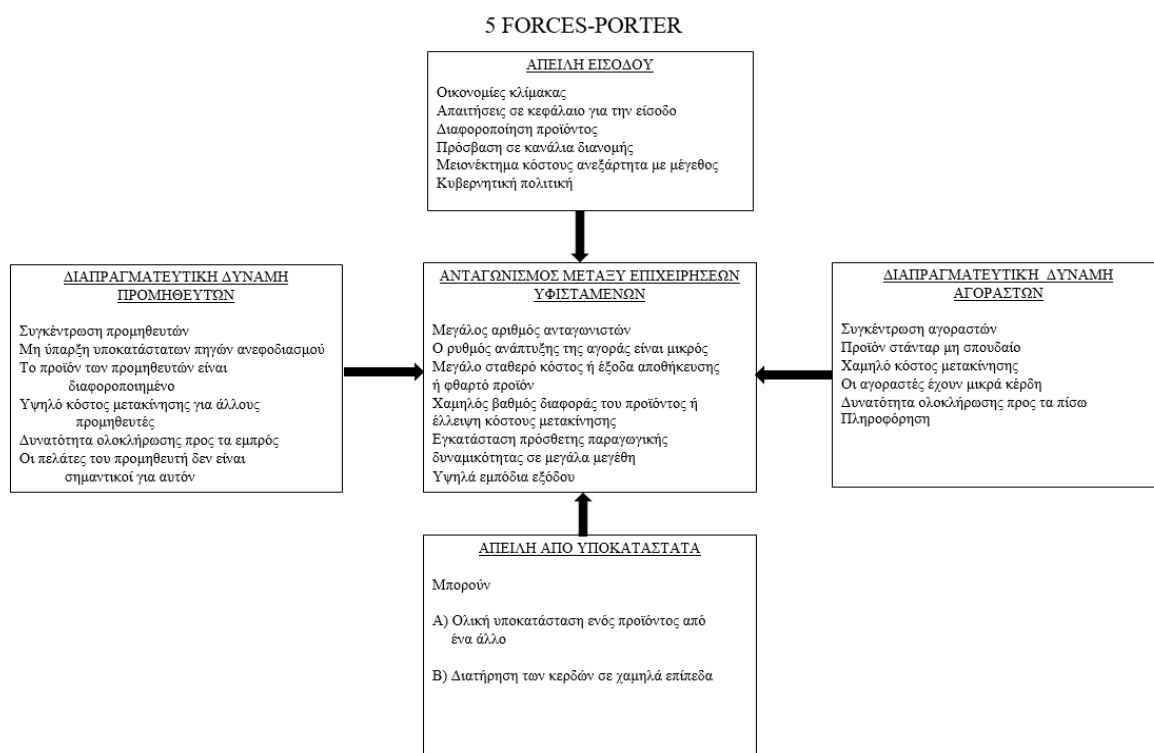 5 FORCES-PORTER
ΑΠΕΙΛΗ ΕΙΣΟΔΟΥ
Οικονομίες κλίμακας
Απαιτήσεις σε κεφάλαιο για την είσοδο
Διαφοροποίηση προϊόντος
Πρόσβαση σε κανάλια διανομής
Μειονέκτημα κόστους ανεξάρτητα με μέγεθος
Κυβερνητική πολιτική
ΔΙΑΠΡΑΓΜΑΤΕΥΤΙΚΗ ΔΥΝΑΜΗ
ΠΡΟΜΗΘΕΥΤΩΝ
Συγκέντρωση προμηθευτών
Μη ύπαρξη υποκατάστατων πηγών ανεφοδιασμού
Το προϊόν των προμηθευτών είναι
διαφοροποιημένο
Υψηλό κόστος μετακίνησης για άλλους
προμηθευτές
Δυνατότητα ολοκλήρωσης προς τα εμπρός
Οι πελάτες του προμηθευτή δεν είναι
σημαντικοί για αυτόν
ΑΝΤΑΓΩΝΙΣΜΟΣ ΜΕΤΑΞΥ ΕΠΙΧΕΙΡΗΣΕΩΝ
ΥΦΙΣΤΑΜΕΝΩΝ
Μεγάλος αριθμός ανταγωνιστών
Ο ρυθμός ανάπτυξης της αγοράς είναι μικρός
Μεγάλο σταθερό κόστος ή έξοδα αποθήκευσης
ή φθαρτό προϊόν
Χαμηλός βαθμός διαφοράς του προϊόντος ή
έλλειψη κόστους μετακίνησης
Εγκατάσταση πρόσθετης παραγωγικής
δυναμικότητας σε μεγάλα μεγέθη
Υψηλά εμπόδια εξόδου
ΔΙΑΠΡΑΓΜΑΤΕΥΤΙΚΗ ΔΥΝΑΜΗ
ΑΓΟΡΑΣΤΩΝ
Συγκέντρωση αγοραστών
Προϊόν στάνταρ μη σπουδαίο
Χαμηλό κόστος μετακίνησης
Οι αγοραστές έχουν μικρά κέρδη
Δυνατότητα ολοκλήρωσης προς τα πίσω
Πληροφόρηση
ΑΠΕΙΛΗ ΑΠΟ ΥΠΟΚΑΤΑΣΤΑΤΑ
Μπορούν
Α) Ολική υποκατάσταση ενός προϊόντος από
ένα άλλο
Β) Διατήρηση των κερδών σε χαμηλά επίπεδα